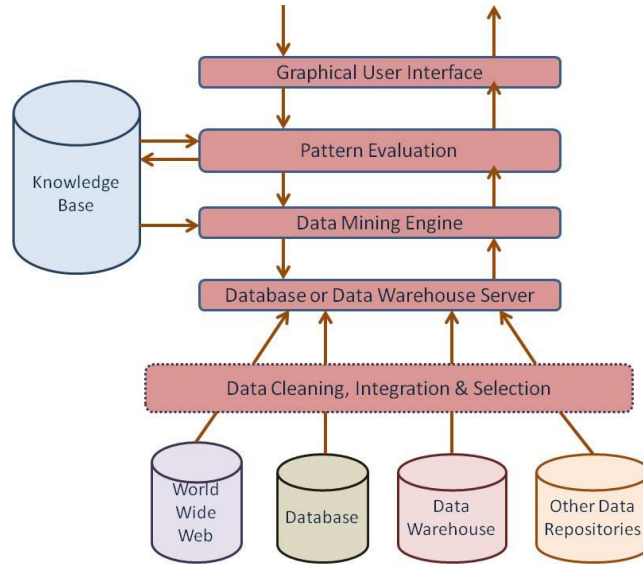 Graphical User Interface
Pattern Evaluation
Knowledge
Base
Data Mining Engine
Database or Data Warehouse Server
Data Cleaning, Integration & Selection
World
Wide
Web
Database
Data
Warehouse
Other Data
Repositories